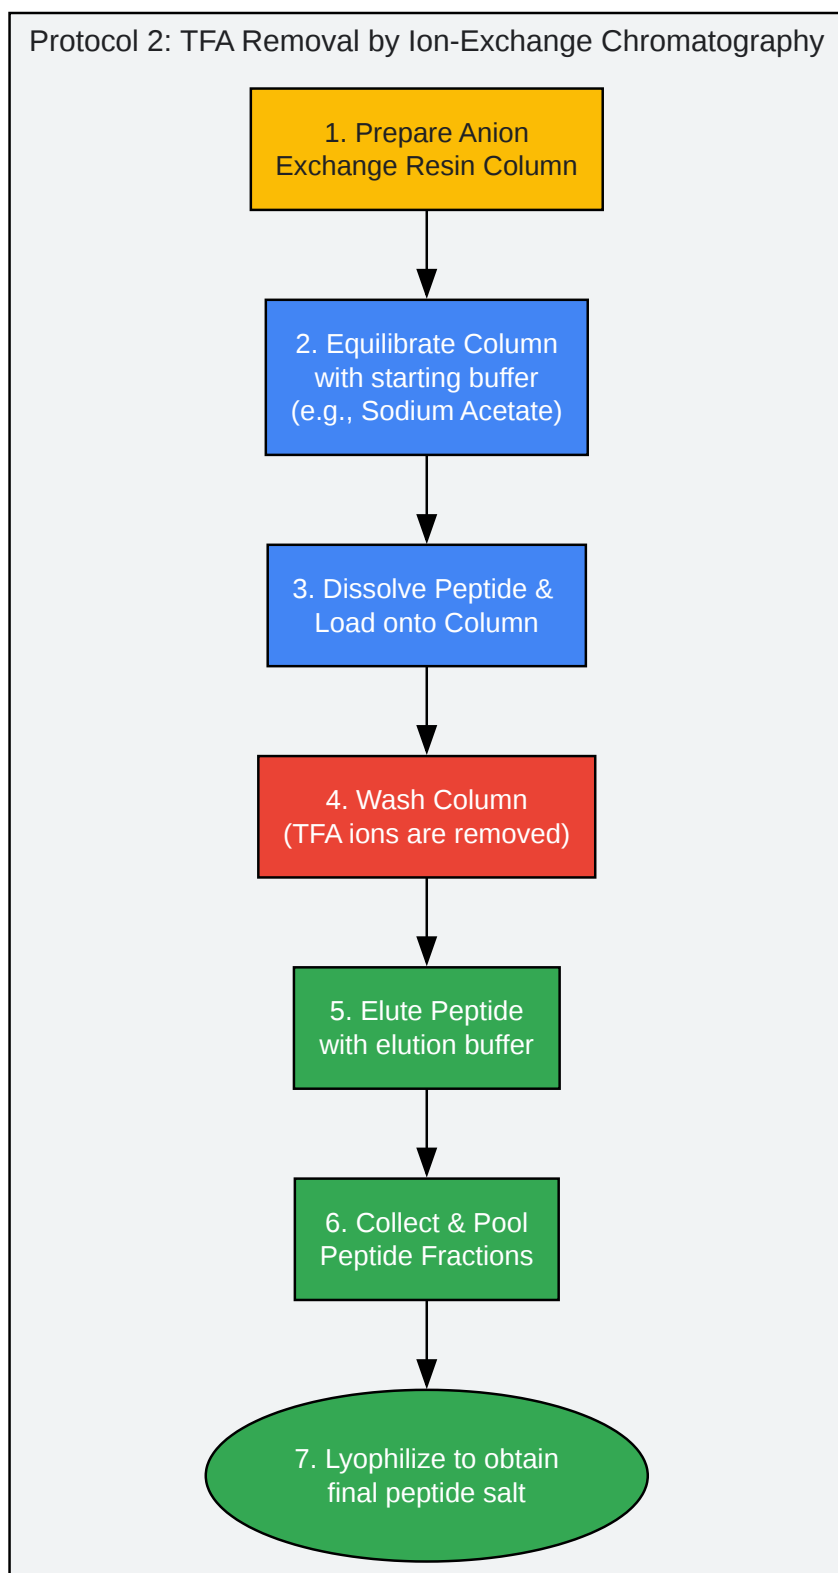 Protocol 2: TFA Removal by Ion-Exchange Chromatography
1. Prepare Anion
Exchange Resin Column
2. Equilibrate Column
with starting buffer
(e.g., Sodium Acetate)
3. Dissolve Peptide &
Load onto Column
4. Wash Column
(TFA ions are removed)
5. Elute Peptide
with elution buffer
6. Collect & Pool
Peptide Fractions
7. Lyophilize to obtain
final peptide salt